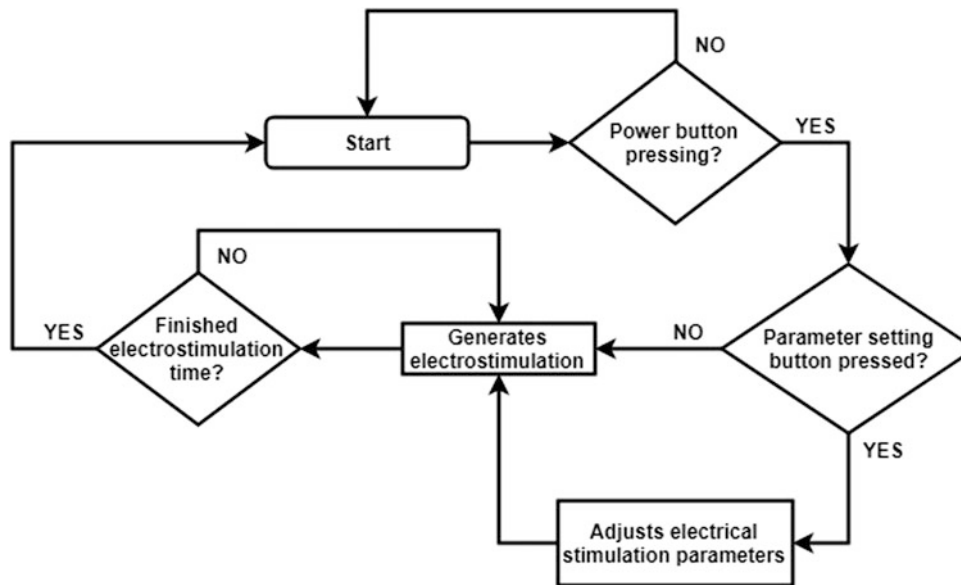 NO
Start
Power button
pressing?
YES
NO
YES
Finished
electrostimulation
time?
Generates
electrostimulation
NO
Parameter setting
button pressed?
YES
Adjusts electrical
stimulation parameters